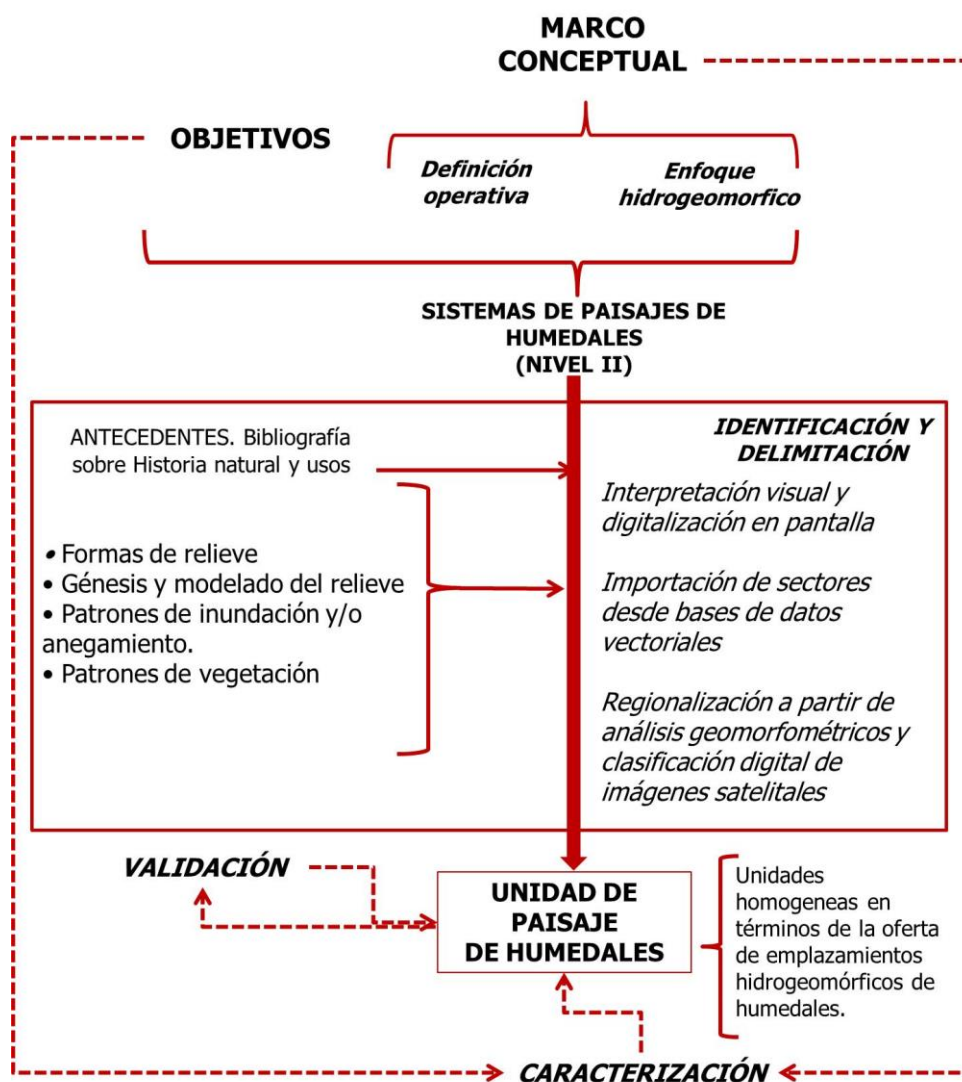 MARCO
CONCEPTUAL
OBJETIVOS
Definición
operativa
Enfoque
hidrogeomorfico
SISTEMAS DE PAISAJES DE
HUMEDALES
(NIVEL II)
ANTECEDENTES. Bibliografía
sobre Historia natural y usos
• Formas de relieve
• Génesis y modelado del relieve
• Patrones de inundación y/o
anegamiento.
• Patrones de vegetación
IDENTIFICACIÓN Y
DELIMITACIÓN
Interpretación visual y
digitalización en pantalla
Importación de sectores
desde bases de datos
vectoriales
Regionalización a partir de
análisis geomorfométricos y
clasificación digital de
imágenes satelitales
VALIDACIÓN
UNIDAD DE
PAISAJE
DE HUMEDALES
Unidades
homogeneas en
términos de la oferta
de emplazamientos
hidrogeomórficos de
humedales.
CARACTERIZACIÓN